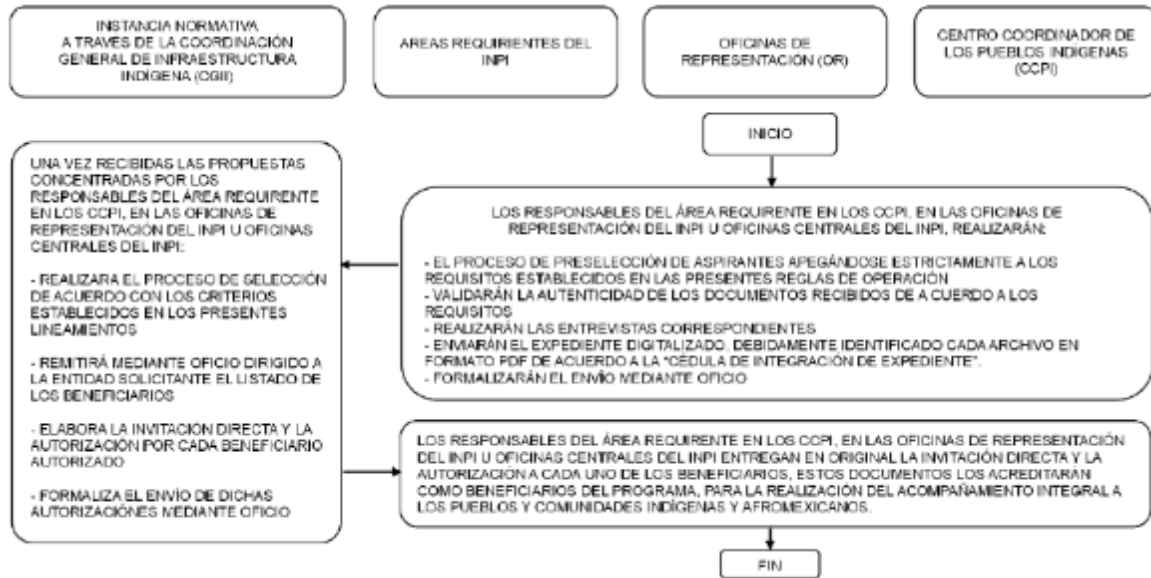 INSTANCIA NORMATIVA
A TRAVÉS DE LA COORDINACIÓN
GENERAL DE INFRAESTRUCTURA
INDÍGENA (CGII)
AREAS REQUIRIENTES DEL
INPI
OFICINAS DE
REPRESENTACIÓN (OR)
CENTRO COORDINADOR DE
LOS PUEBLOS INDÍGENAS
(CCPI)
INICIO
LOS RESPONSABLES DEL ÁREA REQUIRENTE EN LOS CCPI, EN LAS OFICINAS DE
REPRESENTACIÓN DEL INPI U OFICINAS CENTRALES DEL INPI, REALIZARÁN:
- EL PROCESO DE PRESELECCIÓN DE ASPIRANTES APEGÁNDOSE ESTRICTAMENTE A LOS
REQUISITOS ESTABLECIDOS EN LAS PRESENTES REGLAS DE OPERACIÓN
- VALIDARÁN LA AUTENTICIDAD DE LOS DOCUMENTOS RECIBIDOS DE A CUERDO A LOS
REQUISITOS
- REALIZARÁN LAS ENTREVISTAS CORRESPONDIENTES
- ENVIARÁN EL EXPEDIENTE DIGITALIZADO, DEBIDAMENTE IDENTIFICADO CADA ARCHIVO EN
FORMATO PDF DE ACUERDO A LA "CÉDULA DE INTEGRACIÓN DE EXPEDIENTE".
- FORMALIZARÁN EL ENVÍO MEDIANTE OFICIO
UNA VEZ RECIBIDAS LAS PROPUESTAS
CONCENTRADAS POR LOS
RESPONSABLES DEL ÁREA REQUIRENTE
EN LOS CCPI, EN LAS OFICINAS DE
REPRESENTACIÓN DEL INPI U OFICINAS
CENTRALES DEL INPI:
- REALIZARA EL PROCESO DE SELECCIÓN
DE ACUERDO CON LOS CRITERIOS
ESTABLECIDOS EN LOS PRESENTES
LINEAMIENTOS
- REMITIRÁ MEDIANTE OFICIO DIRIGIDO A
LA ENTIDAD SOLICITANTE EL LISTADO DE
LOS BENEFICIARIOS
- ELABORA LA INVITACIÓN DIRECTA Y LA
AUTORIZACIÓN POR CADA BENEFICIARIO
AUTORIZADO
- FORMALIZA EL ENVÍO DE DICHAS
AUTORIZACIÓNES MEDIANTE OFICIO
LOS RESPONSABLES DEL ÁREA REQUIRENTE EN LOS CCPI, EN LAS OFICINAS DE REPRESENTACIÓN
DEL INPI U OFICINAS CENTRALES DEL INPI ENTREGAN EN ORIGINAL LA INVITACIÓN DIRECTA Y LA
AUTORIZACIÓN A CADA UNO DE LOS BENEFICIARIOS, ESTOS DOCUMENTOS LOS ACREDITARÁN
COMO BENEFICIARIOS DEL PROGRAMA, PARA LA REALIZACIÓN DEL ACOMPAÑAMIENTO INTEGRAL A
LOS PUEBLOS Y COMUNIDADES INDÍGENAS Y AFROMEXICANOS.
FIN